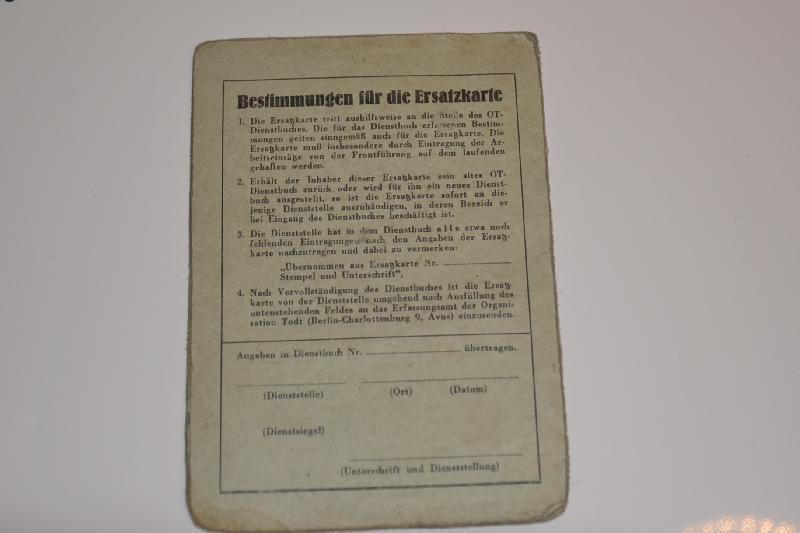 Bestimmungen für die Ersatzkarte
1. Die Ersatzkarte tritt aushilfsweise an die Stelle des OT-
Dienstbuches. Die für das Dienstbuch erlassenen Bestim-
mungen gelten sinngemäß auch für die Ersatzkarte. Die
Ersatzkarte muß insbesondere durch Eintragung der Ar-
beitseinsätze von der Frontführung auf dem laufenden
gehalten werden.
2. Erhält der Inhaber dieser Ersatzkarte sein altes OT-
Dienstbuch zurück oder wird für ihn ein neues Dienst-
buch ausgestellt, so ist die Ersatzkarte sofort an die-
jenige Dienststelle auszuhändigen, in deren Bereich er
bei Eingang des Dienstbuches beschäftigt ist.
3. Die Dienststelle hat in dem Dienstbuch alle etwa noch
fehlenden Eintragungen nach den Angaben der Ersatz-
karte nachzutragen und dabei zu vermerken:
„Übernommen aus Ersatzkarte Nr.
Stempel und Unterschrift".
4. Nach Vervollständigung des Dienstbuches ist die Ersatz-
karte von der Dienststelle umgehend nach Ausfüllung des
untenstehenden Feldes an das Erfassungsamt der Organi-
sation Todt (Berlin-Charlottenburg 9, Avus) einzusenden.
Angaben in Dienstbuch Nr. übertragen.
(Dienststelle) (Ort) (Datum)
(Dienstsiegel)
(Unterschrift und Dienststellung)